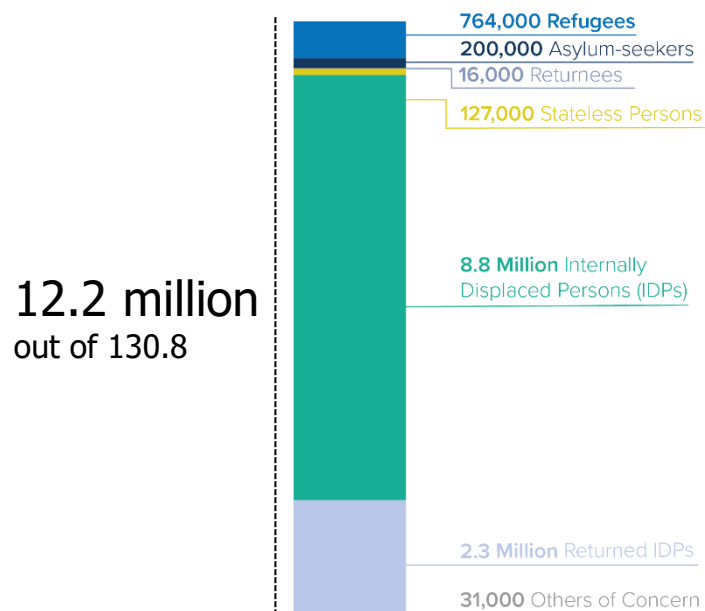 764,000 Refugees
200,000 Asylum-seekers
16,000 Returnees
127,000 Stateless Persons
8.8 Million Internally
Displaced Persons (IDPs)
12.2 million
out of 130.8
2.3 Million Returned IDPs
31,000 Others of Concern